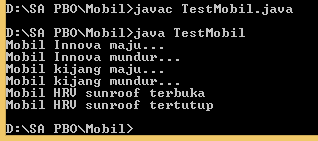 D:\SA PBO\Mobil>javac TestMobil.java
D:\SA PBO\Mobil>java TestMobil
Mobil Innova maju...
Mobil Innova mundur...
Mobil kijang maju...
Mobil kijang mundur...
Mobil HRV sunroof terbuka
Mobil HRV sunroof tertutup
D:\SA PBO\Mobil>